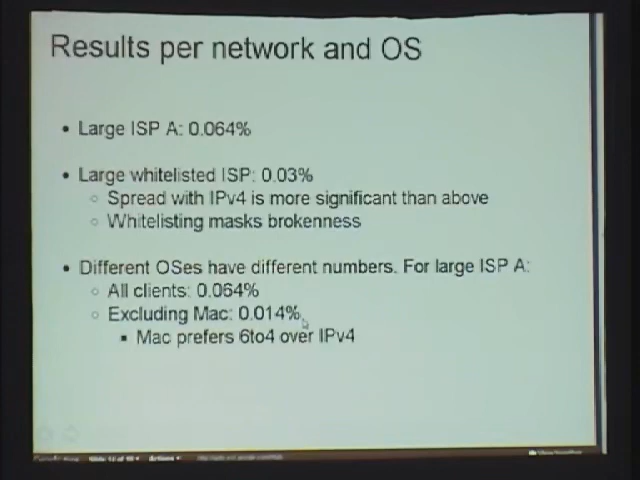 Results per network and OS
• Large ISP A: 0.064%
• Large whitelisted ISP: 0.03%
○ Spread with IPv4 is more significant than above
○ Whitelisting masks brokenness
• Different OSes have different numbers. For large ISP A:
○ All clients: 0.064%
○ Excluding Mac: 0.014%
▪ Mac prefers 6to4 over IPv4